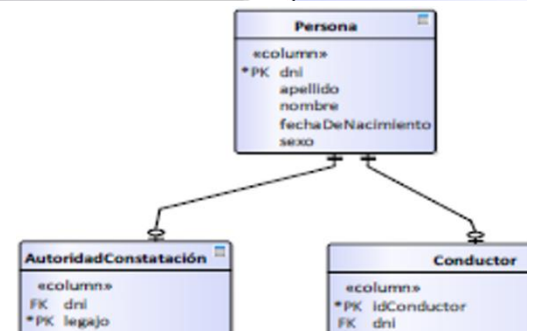 Persona
«column»
*PK dni
apellido
nombre
fechaDeNacimiento
sexo
AutoridadConstatación
«column»
FK dni
*PK legajo
Conductor
«column»
*PK idConductor
FK dni